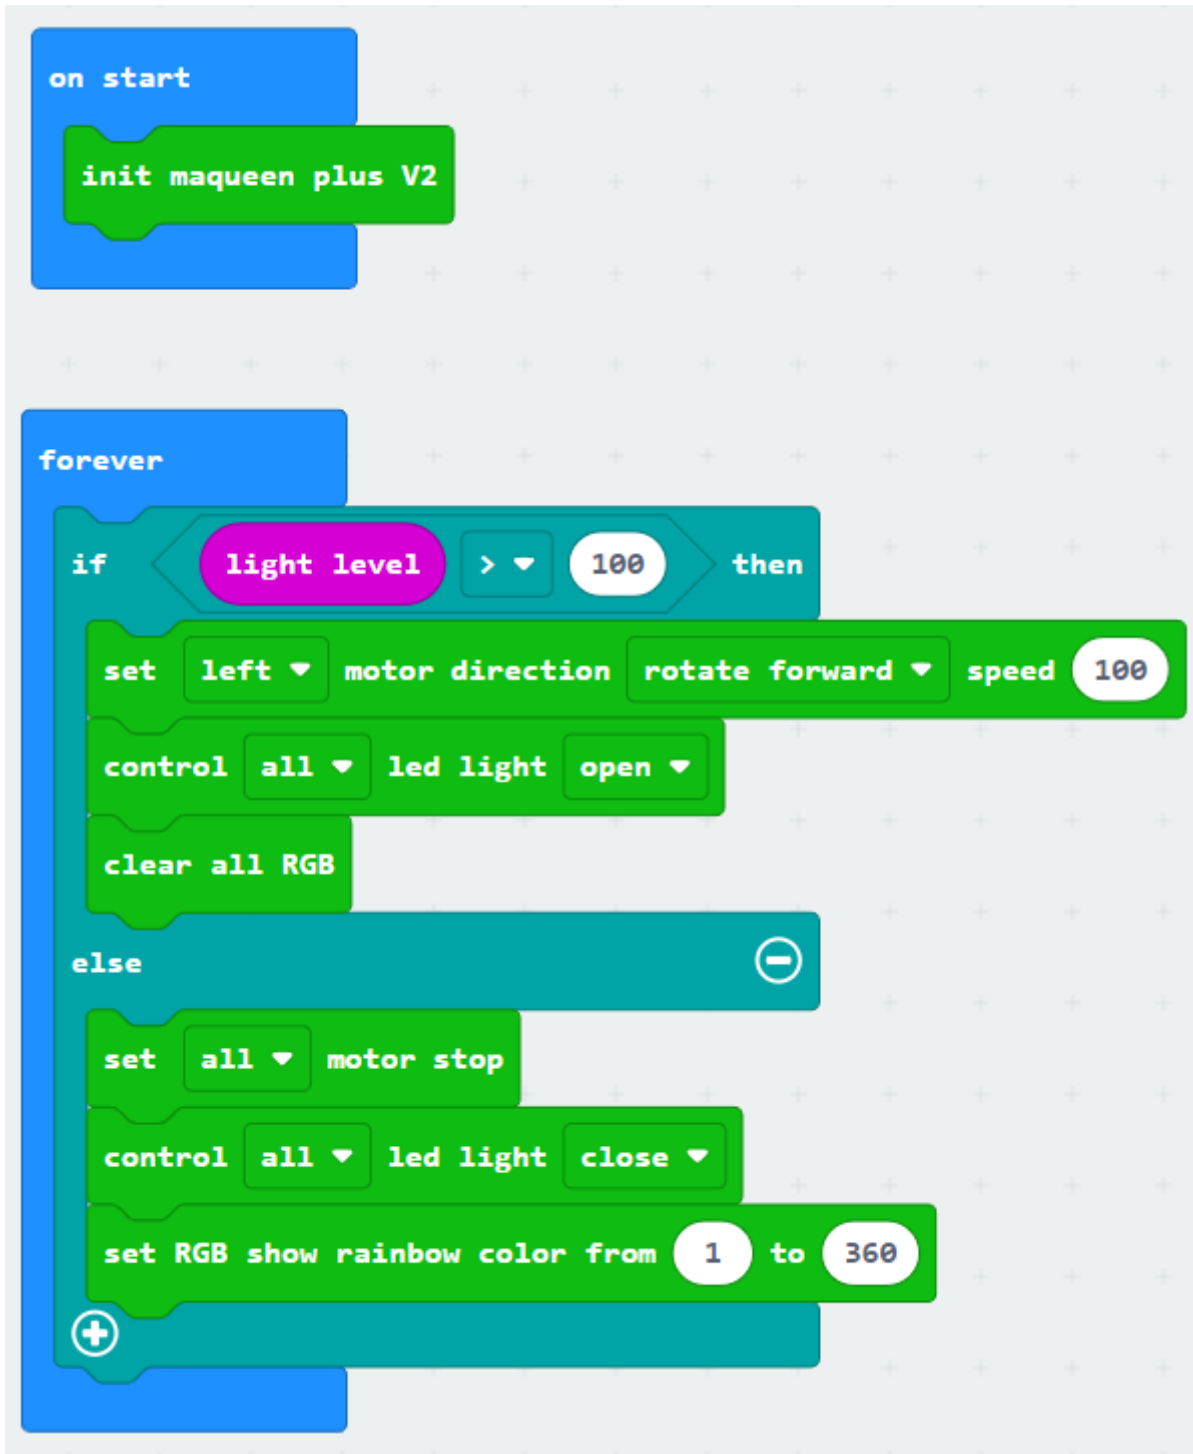 on start
init maqueen plus V2
forever
if light level > 100 then
set left motor direction rotate forward speed 100
control all led light open
clear all RGB
else
set all motor stop
control all led light close
set RGB show rainbow color from 1 to 360